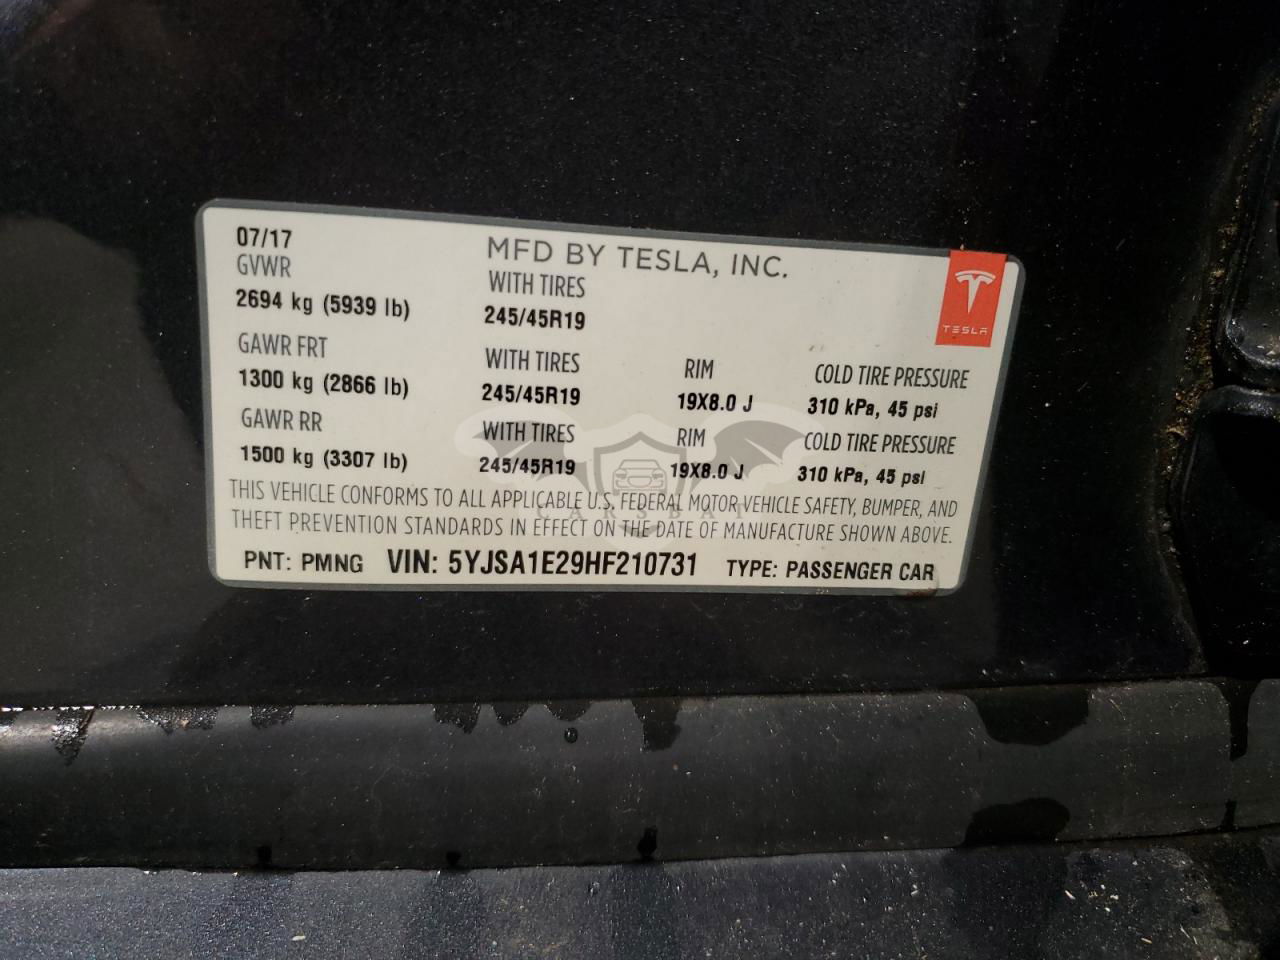 07/17 MFD BY TESLA, INC.
GVWR WITH TIRES
2694 kg (5939 lb) 245/45R19
TESLA
GAWR FRT WITH TIRES RIM COLD TIRE PRESSURE
1300 kg (2866 lb) 245/45R19 19X8.0 J 310 kPa, 45 psi
GAWR RR WITH TIRES RIM COLD TIRE PRESSURE
1500 kg (3307 lb) 245/45R19 19X8.0 J 310 kPa, 45 psi
THIS VEHICLE CONFORMS TO ALL APPLICABLE U.S. FEDERAL MOTOR VEHICLE SAFETY, BUMPER, AND
CARSBAT
THEFT PREVENTION STANDARDS IN EFFECT ON THE DATE OF MANUFACTURE SHOWN ABOVE.
PNT: PMNG VIN: 5YJSA1E29HF210731 TYPE: PASSENGER CAR